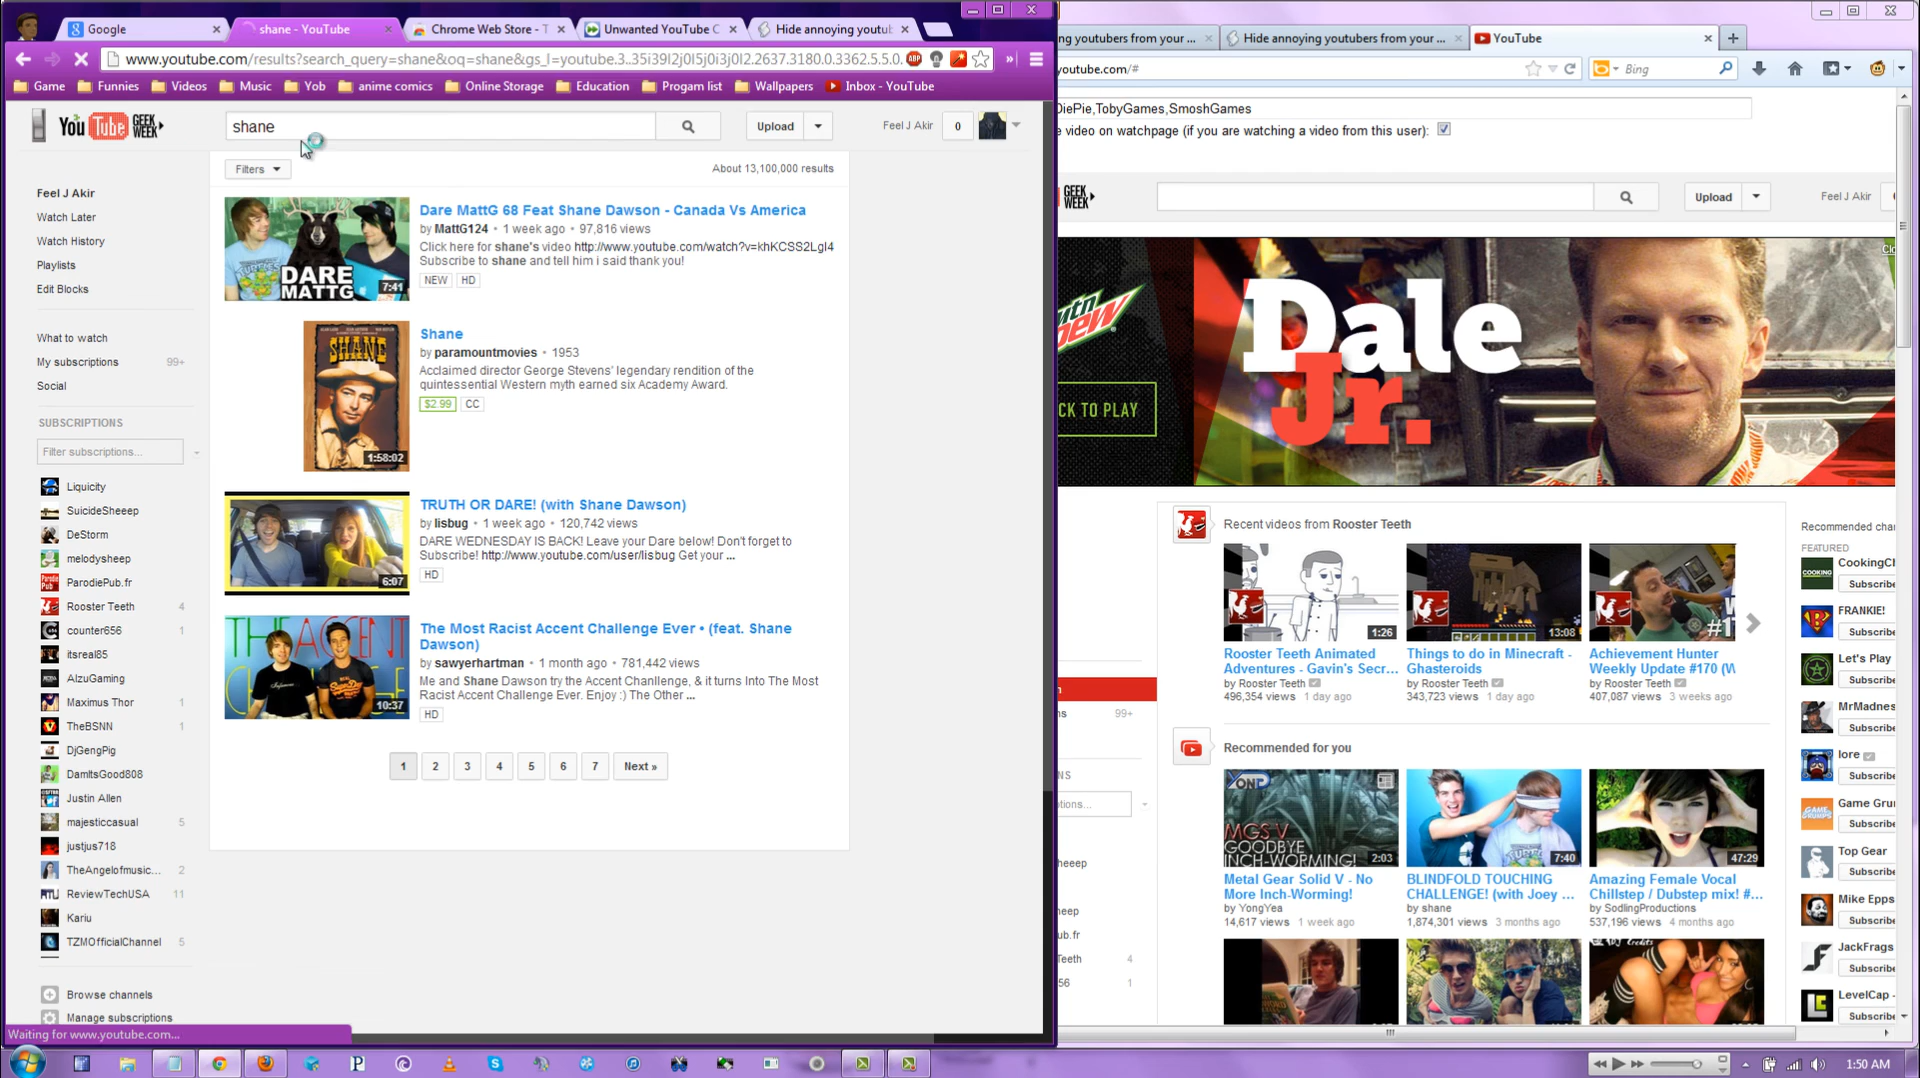 Google
shane - YouTube
Chrome Web Store - T
Unwanted YouTube C
Hide annoying youtub
www.youtube.com/results?search_query=shane&oq=shane&gs_l=youtube.3..35i39l2j0l5j0i3j0l2.2637.3180.0.3362.5.5.0.
ABP
»
Game
Funnies
Videos
Music
Yob
anime comics
Online Storage
Education
Progam list
Wallpapers
Inbox - YouTube
YouTube GEEK WEEK
shane
Upload
Feel J Akir
0
Filters
About 13,100,000 results
Feel J Akir
Watch Later
Watch History
Playlists
Edit Blocks
What to watch
My subscriptions 99+
Social
SUBSCRIPTIONS
Filter subscriptions...
Liquicity
SuicideSheeep
DeStorm
melodysheep
ParodiePub.fr
Rooster Teeth 4
counter656 1
itsreal85
AlzuGaming
Maximus Thor 1
TheBSNN 1
DjGengPig
DamItsGood808
Justin Allen
majesticcasual 5
justjus718
TheAngelofmusic... 2
ReviewTechUSA 11
Kariu
TZMOfficialChannel 5
Browse channels
Manage subscriptions
Waiting for www.youtube.com...
DARE
MATTG
7:41
Dare MattG 68 Feat Shane Dawson - Canada Vs America
by MattG124 • 1 week ago • 97,816 views
Click here for shane's video http://www.youtube.com/watch?v=khKCSS2LgI4
Subscribe to shane and tell him i said thank you!
NEW HD
SHANE
1:58:02
Shane
by paramountmovies • 1953
Acclaimed director George Stevens' legendary rendition of the
quintessential Western myth earned six Academy Award.
$2.99 CC
6:07
TRUTH OR DARE! (with Shane Dawson)
by lisbug • 1 week ago • 120,742 views
DARE WEDNESDAY IS BACK! Leave your Dare below! Don't forget to
Subscribe! http://www.youtube.com/user/lisbug Get your ...
HD
10:37
The Most Racist Accent Challenge Ever • (feat. Shane
Dawson)
by sawyerhartman • 1 month ago • 781,442 views
Me and Shane Dawson try the Accent Chanllenge, & it turns Into The Most
Racist Accent Challenge Ever. Enjoy :) The Other ...
HD
1 2 3 4 5 6 7 Next »
ng youtubers from your ...
Hide annoying youtubers from your ...
YouTube
youtube.com/#
Bing
DiePie,TobyGames,SmoshGames
e video on watchpage (if you are watching a video from this user):
GEEK WEEK
Upload
Feel J Akir
Dale
Jr.
CK TO PLAY
Clo
99+
Recent videos from Rooster Teeth
1:26
13:08
#1
Rooster Teeth Animated
Adventures - Gavin's Secr...
by Rooster Teeth
496,354 views 1 day ago
Things to do in Minecraft -
Ghasteroids
by Rooster Teeth
343,723 views 1 day ago
Achievement Hunter
Weekly Update #170 (W
by Rooster Teeth
407,087 views 3 weeks ago
Recommended for you
YONP
MGS V
GOODBYE
INCH-WORMING!
2:03
7:40
47:29
Metal Gear Solid V - No
More Inch-Worming!
by YongYea
14,617 views 1 week ago
BLINDFOLD TOUCHING
CHALLENGE! (with Joey ...
by shane
1,874,301 views 3 months ago
Amazing Female Vocal
Chillstep / Dubstep mix! #...
by SodlingProductions
537,196 views 4 months ago
Recommended chan
FEATURED
CookingCh
Subscribe
FRANKIE!
Subscribe
Let's Play
Subscribe
MrMadnes
Subscribe
lore
Subscribe
Game Gru
Subscribe
Top Gear
Subscribe
Mike Epps
Subscribe
JackFrags
Subscribe
LevelCap -
Subscribe
1:50 AM